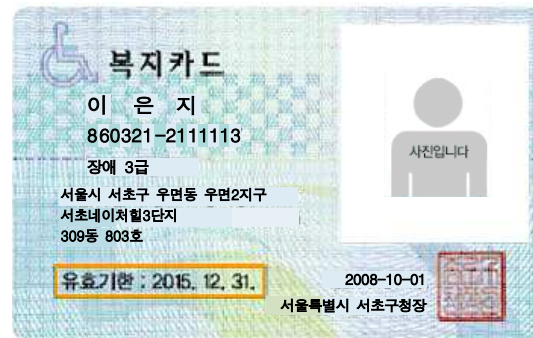 복지카드
이 은 지
860321-2111113
장애 3급
서울시 서초구 우면동 우면2지구
서초네이처힐3단지
309동 803호
사진입니다
유효기한 : 2015. 12. 31.
2008-10-01
서울특별시 서초구청장